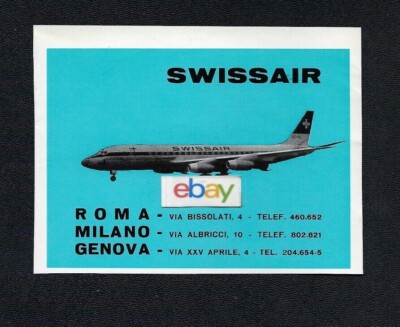 SWISSAIR
SWISSAIR
ebay
ROMA - VIA BISSOLATI, 4 - TELEF. 460.652
MILANO - VIA ALBRICCI, 10 - TELEF. 802.821
GENOVA - VIA XXV APRILE, 4 - TEL. 204.654-5